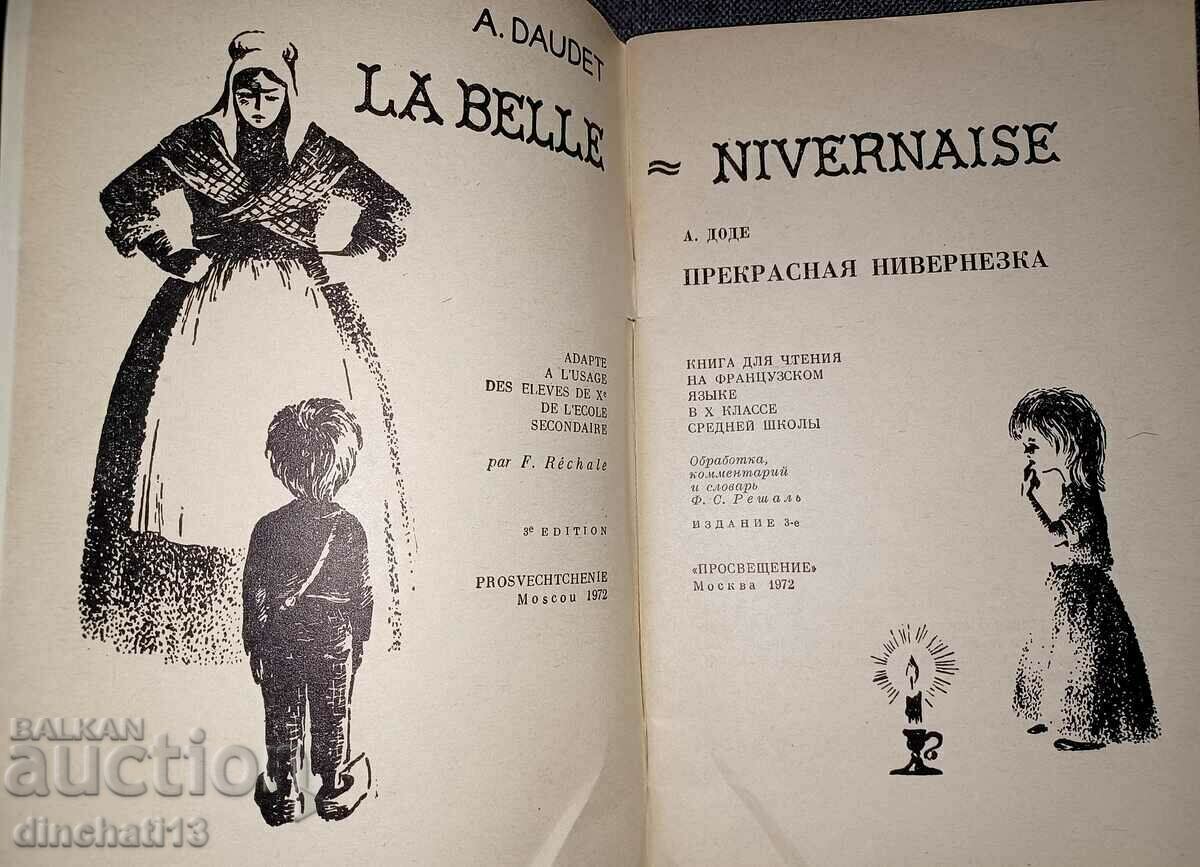 A. DAUDET
LA BELLE
ADAPTE
A L'USAGE
DES ELEVES DE Xe
DE L'ECOLE
SECONDAIRE
par F. Réchale
3e EDITION
PROSVECHTCHENIE
Moscou 1972
≈ NIVERNAISE
А. ДОДЕ
ПРЕКРАСНАЯ НИВЕРНЕЗКА
КНИГА ДЛЯ ЧТЕНИЯ
НА ФРАНЦУЗСКОМ
ЯЗЫКЕ
В X КЛАССЕ
СРЕДНЕЙ ШКОЛЫ
Обработка,
комментарий
и словарь
Ф. С. Решаль
ИЗДАНИЕ 3-е
«ПРОСВЕЩЕНИЕ»
Москва 1972
BALKAN
auction
dinchati13